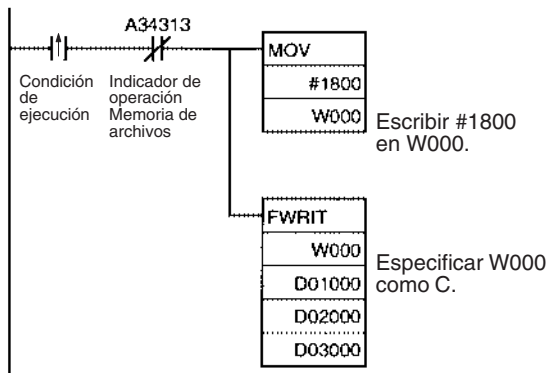 A34313
Condición
de
ejecución
Indicador de
operación
Memoria de
archivos
MOV
#1800
W000
Escribir #1800
en W000.
FWRIT
W000
D01000
D02000
D03000
Especificar W000
como C.